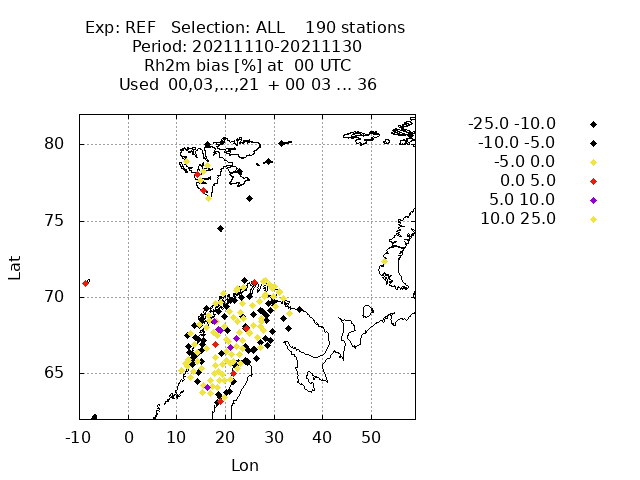 Exp: REF Selection: ALL 190 stations
Period: 20211110-20211130
Rh2m bias [%] at 00 UTC
Used 00,03,...,21 + 00 03 ... 36
-25.0 -10.0
-10.0 -5.0
-5.0 0.0
0.0 5.0
5.0 10.0
10.0 25.0
80
75
70
65
Lat
-10 0 10 20 30 40 50
Lon